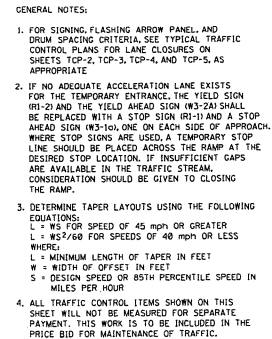 GENERAL NOTES:
1. FOR SIGNING, FLASHING ARROW PANEL, AND
DRUM SPACING CRITERIA, SEE TYPICAL TRAFFIC
CONTROL PLANS FOR LANE CLOSURES ON
SHEETS TCP-2, TCP-3, TCP-4, AND TCP-5, AS
APPROPRIATE
2. IF NO ADEQUATE ACCELERATION LANE EXISTS
FOR THE TEMPORARY ENTRANCE, THE YIELD SIGN
(R1-2) AND THE YIELD AHEAD SIGN (W3-2A) SHALL
BE REPLACED WITH A STOP SIGN (R1-1) AND A STOP
AHEAD SIGN (W3-1a), ONE ON EACH SIDE OF APPROACH.
WHERE STOP SIGNS ARE USED, A TEMPORARY STOP
LINE SHOULD BE PLACED ACROSS THE RAMP AT THE
DESIRED STOP LOCATION. IF INSUFFICIENT GAPS
ARE AVAILABLE IN THE TRAFFIC STREAM,
CONSIDERATION SHOULD BE GIVEN TO CLOSING
THE RAMP.
3. DETERMINE TAPER LAYOUTS USING THE FOLLOWING
EQUATIONS:
L = WS FOR SPEED OF 45 mph OR GREATER
L = WS²/60 FOR SPEEDS OF 40 mph OR LESS
WHERE:
L = MINIMUM LENGTH OF TAPER IN FEET
W = WIDTH OF OFFSET IN FEET
S = DESIGN SPEED OR 85TH PERCENTILE SPEED IN
MILES PER HOUR
4. ALL TRAFFIC CONTROL ITEMS SHOWN ON THIS
SHEET WILL NOT BE MEASURED FOR SEPARATE
PAYMENT. THIS WORK IS TO BE INCLUDED IN THE
PRICE BID FOR MAINTENANCE OF TRAFFIC.